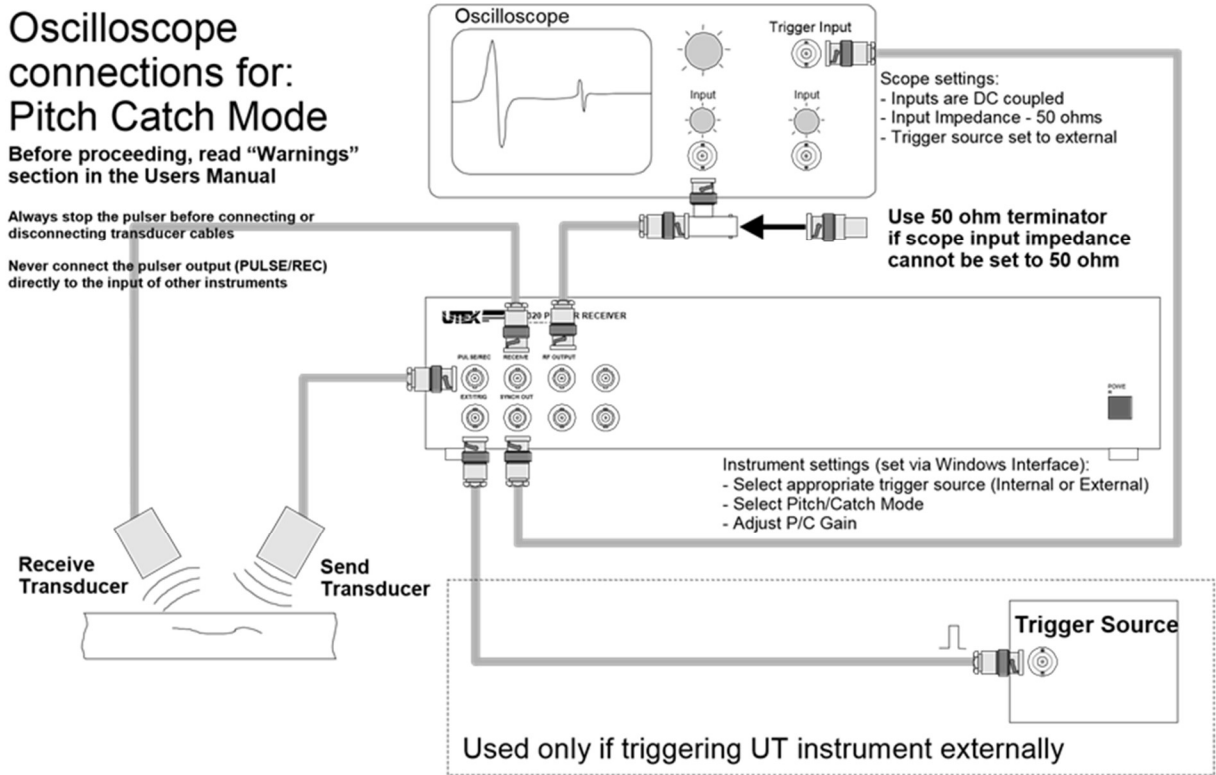 Oscilloscope
connections for:
Pitch Catch Mode
Before proceeding, read “Warnings”
section in the Users Manual
Always stop the pulser before connecting or
disconnecting transducer cables
Never connect the pulser output (PULSE/REC)
directly to the input of other instruments
Oscilloscope
Trigger Input
Input
Input
Scope settings:
- Inputs are DC coupled
- Input Impedance - 50 ohms
- Trigger source set to external
Use 50 ohm terminator
if scope input impedance
cannot be set to 50 ohm
UTEK
RECEIVER
PULSE/REC
RECEIVE
RF OUTPUT
EXT/TRIG
SYNCH OUT
POWE
Instrument settings (set via Windows Interface):
- Select appropriate trigger source (Internal or External)
- Select Pitch/Catch Mode
- Adjust P/C Gain
Receive
Transducer
Send
Transducer
Trigger Source
Used only if triggering UT instrument externally